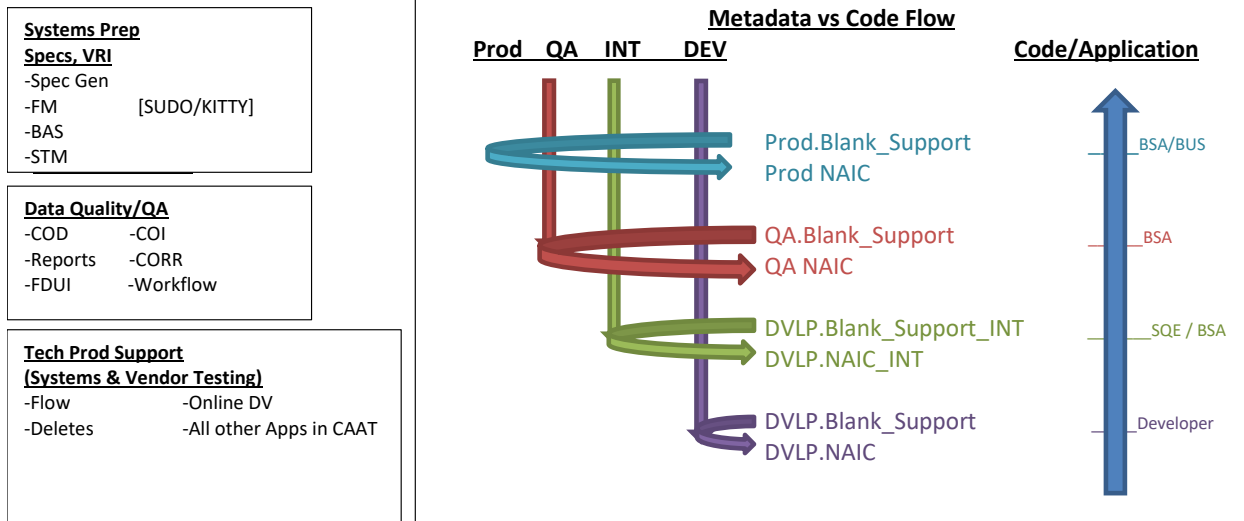 Systems Prep
Specs, VRI
-Spec Gen
-FM [SUDO/KITTY]
-BAS
-STM
Data Quality/QA
-COD -COI
-Reports -CORR
-FDUI -Workflow
Tech Prod Support
(Systems & Vendor Testing)
-Flow -Online DV
-Deletes -All other Apps in CAAT
Metadata vs Code Flow
Prod QA INT DEV
Code/Application
Prod.Blank_Support
Prod NAIC
BSA/BUS
QA.Blank_Support
QA NAIC
BSA
DVLP.Blank_Support_INT
DVLP.NAIC_INT
SQE / BSA
DVLP.Blank_Support
DVLP.NAIC
Developer